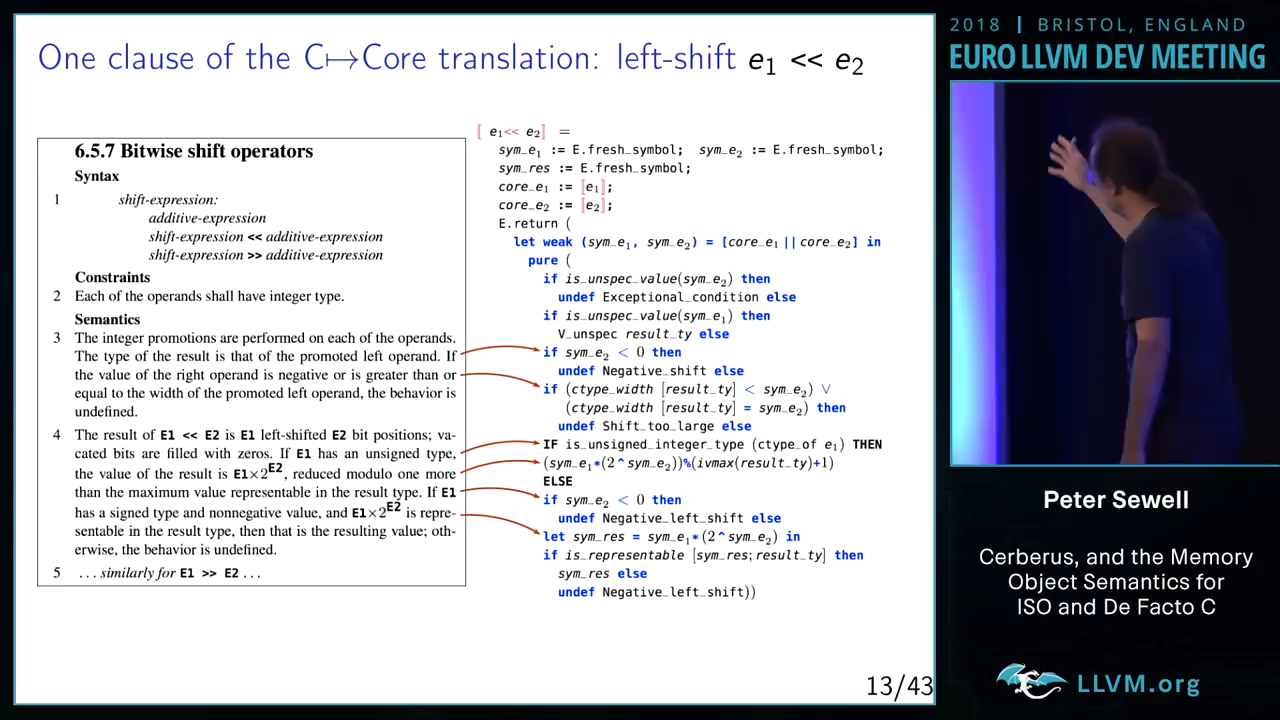 One clause of the C↦Core translation: left-shift e₁ << e₂
6.5.7 Bitwise shift operators
Syntax
1 shift-expression:
additive-expression
shift-expression << additive-expression
shift-expression >> additive-expression
Constraints
2 Each of the operands shall have integer type.
Semantics
3 The integer promotions are performed on each of the operands.
The type of the result is that of the promoted left operand. If
the value of the right operand is negative or is greater than or
equal to the width of the promoted left operand, the behavior is
undefined.
4 The result of E1 << E2 is E1 left-shifted E2 bit positions; va-
cated bits are filled with zeros. If E1 has an unsigned type,
the value of the result is E1×2^E2, reduced modulo one more
than the maximum value representable in the result type. If E1
has a signed type and nonnegative value, and E1×2^E2 is repre-
sentable in the result type, then that is the resulting value; oth-
erwise, the behavior is undefined.
5 ...similarly for E1 >> E2 ...
⟦ e₁<< e₂⟧ =
sym_e₁ := E.fresh_symbol; sym_e₂ := E.fresh_symbol;
sym_res := E.fresh_symbol;
core_e₁ := ⟦e₁⟧;
core_e₂ := ⟦e₂⟧;
E.return (
let weak (sym_e₁, sym_e₂) = [core_e₁ || core_e₂] in
pure (
if is_unspec_value(sym_e₂) then
undef Exceptional_condition else
if is_unspec_value(sym_e₁) then
V_unspec result_ty else
if sym_e₂ < 0 then
undef Negative_shift else
if (ctype_width [result_ty] < sym_e₂) ∨
(ctype_width [result_ty] = sym_e₂) then
undef Shift_too_large else
IF is_unsigned_integer_type (ctype_of e₁) THEN
(sym_e₁*(2^sym_e₂))%(ivmax(result_ty)+1)
ELSE
if sym_e₂ < 0 then
undef Negative_left_shift else
let sym_res = sym_e₁*(2^sym_e₂) in
if is_representable [sym_res;result_ty] then
sym_res else
undef Negative_left_shift))
13/43
2018 | BRISTOL, ENGLAND
EURO LLVM DEV MEETING
Peter Sewell
Cerberus, and the Memory
Object Semantics for
ISO and De Facto C
LLVM.org